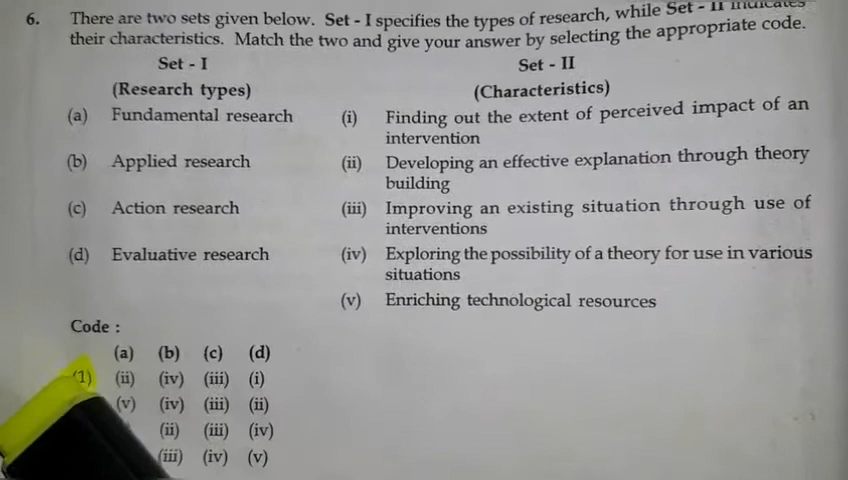 6. There are two sets given below. Set - I specifies the types of research, while Set - II indicates
their characteristics. Match the two and give your answer by selecting the appropriate code.
Set - I Set - II
(Research types) (Characteristics)
(a) Fundamental research (i) Finding out the extent of perceived impact of an
intervention
(b) Applied research (ii) Developing an effective explanation through theory
building
(c) Action research (iii) Improving an existing situation through use of
interventions
(d) Evaluative research (iv) Exploring the possibility of a theory for use in various
situations
(v) Enriching technological resources
Code :
(a) (b) (c) (d)
(1) (ii) (iv) (iii) (i)
(v) (iv) (iii) (ii)
(ii) (iii) (iv)
(iii) (iv) (v)